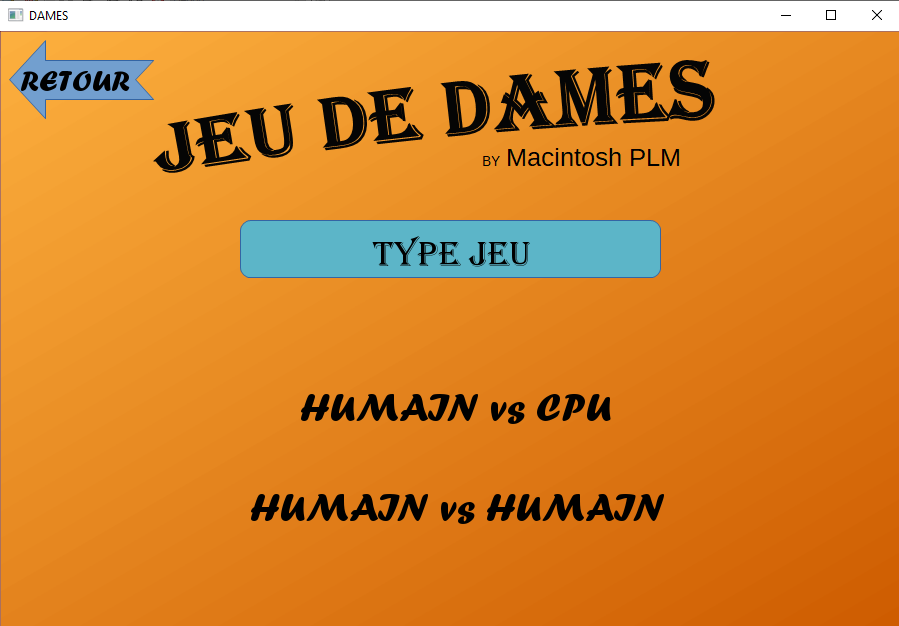 DAMES
RETOUR
JEU DE DAMES
BY Macintosh PLM
TYPE JEU
HUMAIN vs CPU
HUMAIN vs HUMAIN